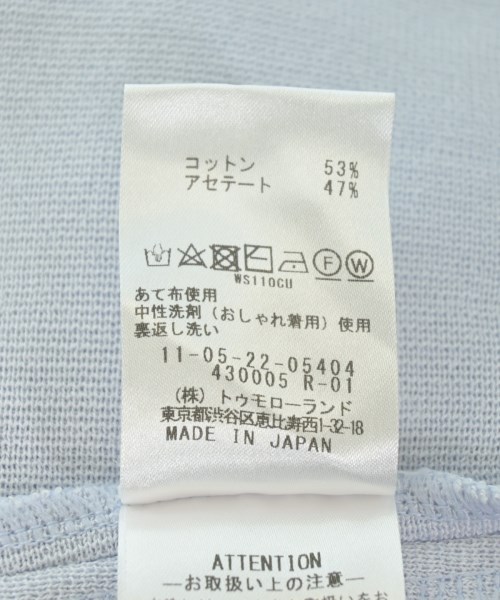 コットン 53%
アセテート 47%
F W
WS110CU
あて布使用
中性洗剤（おしゃれ着用）使用
裏返し洗い
11-05-22-05404
430005 R-01
（株）トゥモローランド
東京都渋谷区恵比寿西1-32-18
MADE IN JAPAN
ATTENTION
―お取扱い上の注意―